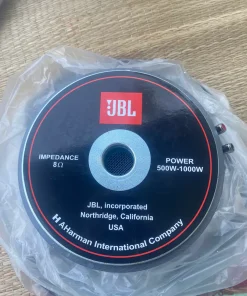 JBL
IMPEDANCE
8Ω
POWER
500W-1000W
JBL, incorporated
Northridge, California
USA
H A Harman International Company